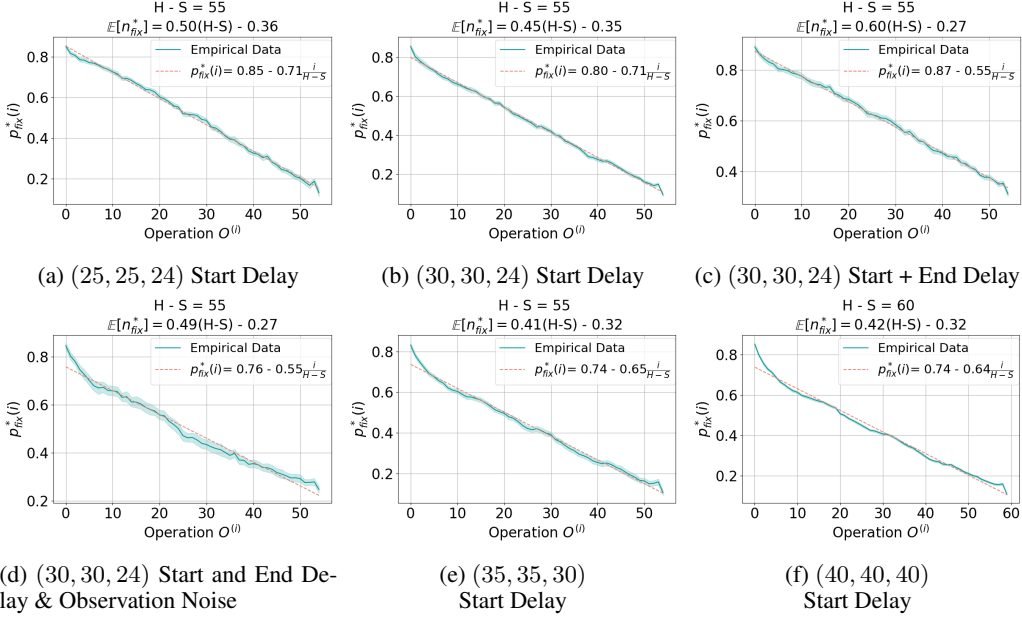 H - S = 55
𝔼[n*fix] = 0.50(H-S) - 0.36
Empirical Data
p*fix(i)= 0.85 - 0.71 i/H−S
p*fix(i)
0.8
0.6
0.4
0.2
0 10 20 30 40 50
Operation O(i)
(a) (25, 25, 24) Start Delay
H - S = 55
𝔼[n*fix] = 0.45(H-S) - 0.35
Empirical Data
p*fix(i)= 0.80 - 0.71 i/H−S
p*fix(i)
0.8
0.6
0.4
0.2
0 10 20 30 40 50
Operation O(i)
(b) (30, 30, 24) Start Delay
H - S = 55
𝔼[n*fix] = 0.60(H-S) - 0.27
Empirical Data
p*fix(i)= 0.87 - 0.55 i/H−S
p*fix(i)
0.8
0.6
0.4
0 10 20 30 40 50
Operation O(i)
(c) (30, 30, 24) Start + End Delay
H - S = 55
𝔼[n*fix] = 0.49(H-S) - 0.27
Empirical Data
p*fix(i)= 0.76 - 0.55 i/H−S
p*fix(i)
0.8
0.6
0.4
0.2
0 10 20 30 40 50
Operation O(i)
(d) (30, 30, 24) Start and End De-
lay & Observation Noise
H - S = 55
𝔼[n*fix] = 0.41(H-S) - 0.32
Empirical Data
p*fix(i)= 0.74 - 0.65 i/H−S
p*fix(i)
0.8
0.6
0.4
0.2
0 10 20 30 40 50
Operation O(i)
(e) (35, 35, 30)
Start Delay
H - S = 60
𝔼[n*fix] = 0.42(H-S) - 0.32
Empirical Data
p*fix(i)= 0.74 - 0.64 i/H−S
p*fix(i)
0.8
0.6
0.4
0.2
0 10 20 30 40 50 60
Operation O(i)
(f) (40, 40, 40)
Start Delay